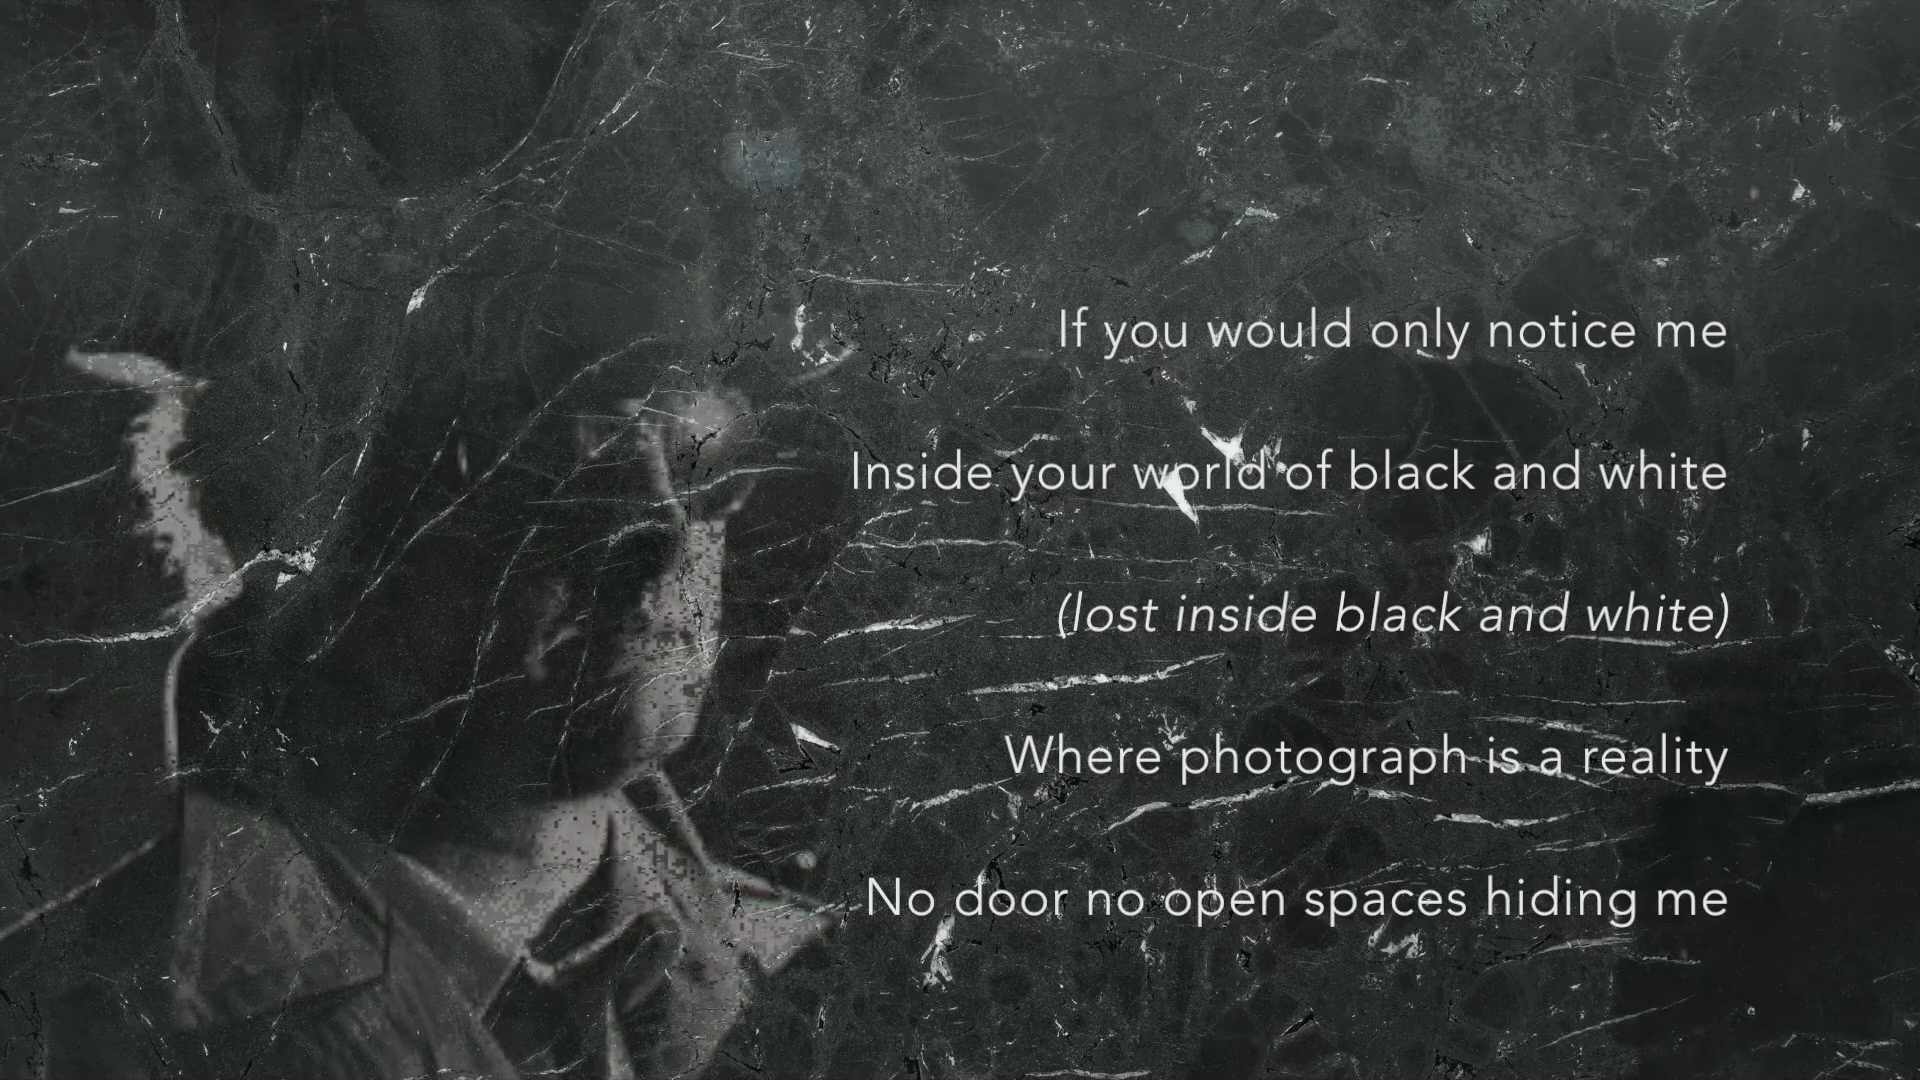 If you would only notice me
Inside your world of black and white
(lost inside black and white)
Where photograph is a reality
No door no open spaces hiding me